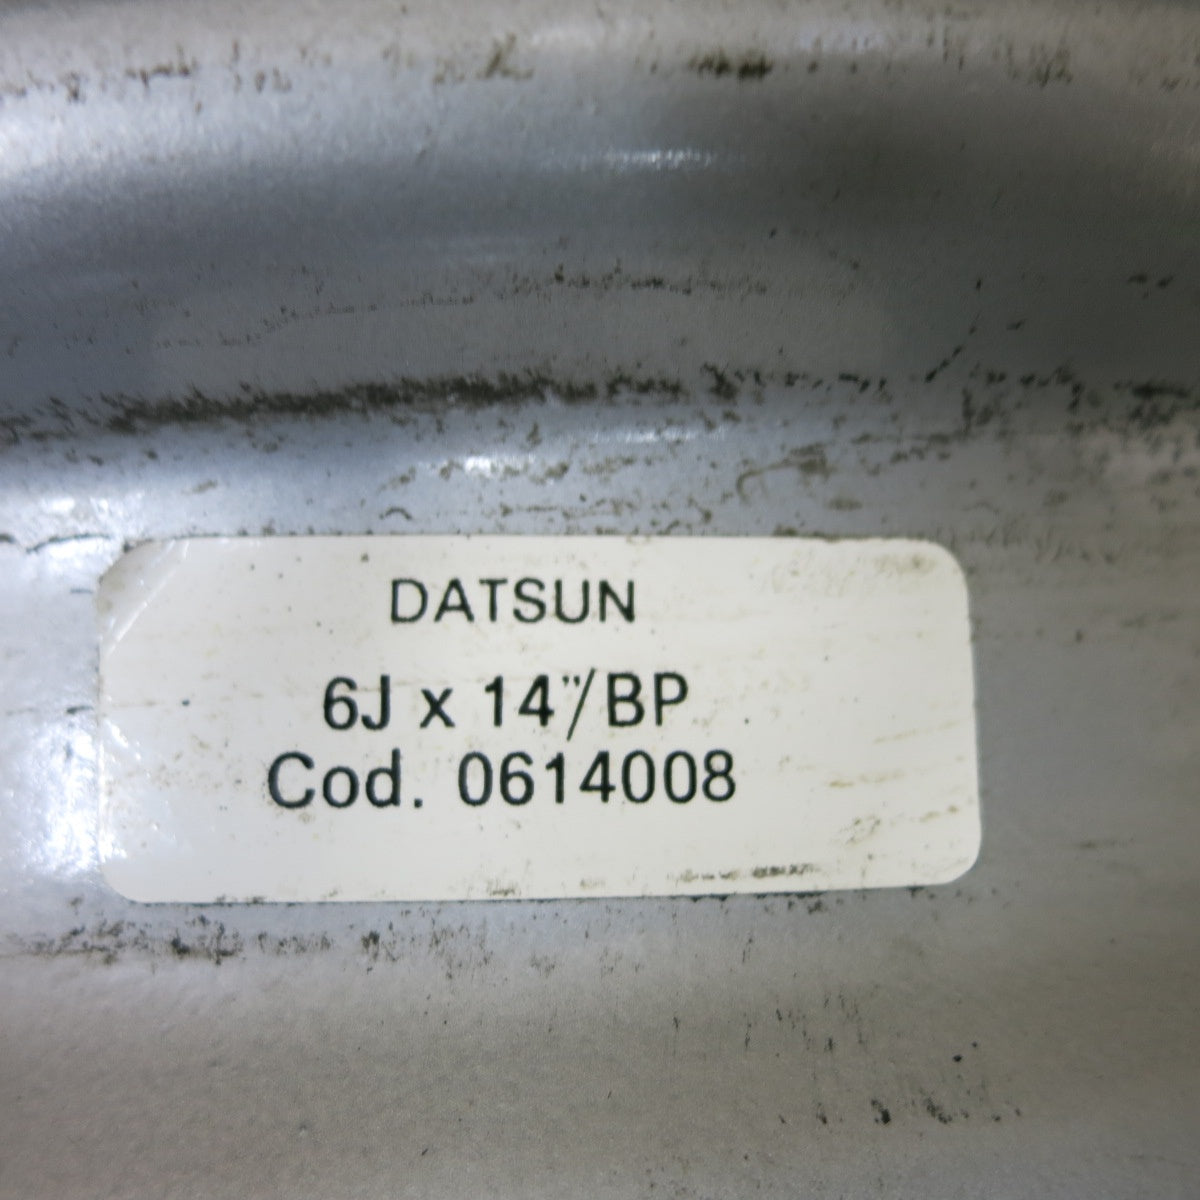 DATSUN
6J x 14"/BP
Cod. 0614008